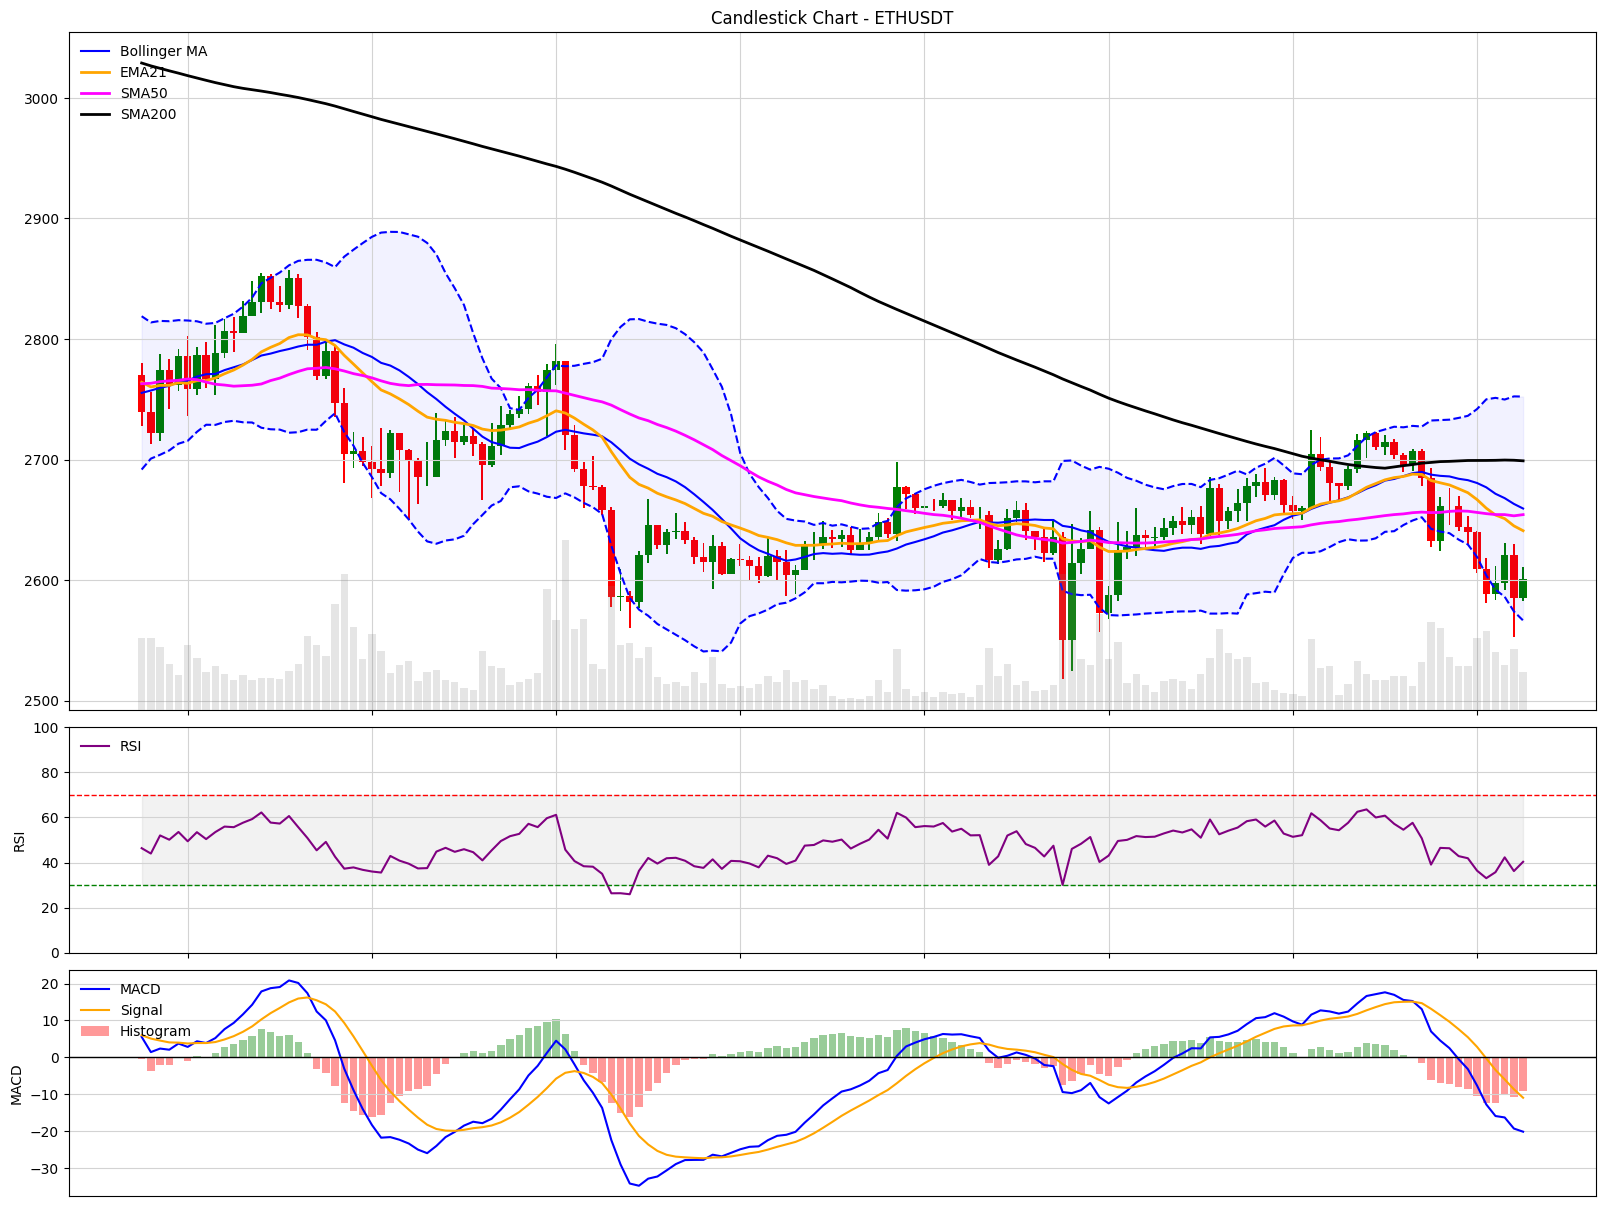 Candlestick Chart - ETHUSDT
Bollinger MA
EMA21
SMA50
SMA200
3000
2900
2800
2700
2600
2500
RSI
RSI
100
80
60
40
20
0
MACD
Signal
Histogram
MACD
20
10
0
−10
−20
−30